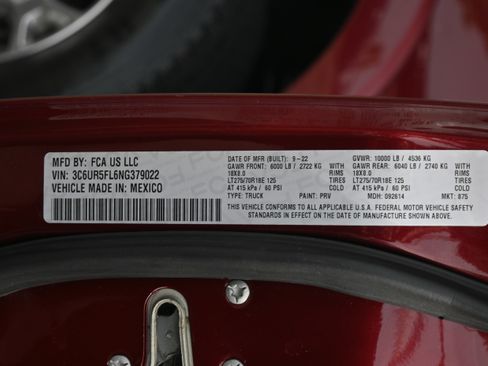 MFD BY: FCA US LLC
VIN: 3C6UR5FL6NG379022
VEHICLE MADE IN: MEXICO
DATE OF MFR (BUILT): 9-22 GVWR: 10000 LB / 4536 KG
GAWR FRONT: 6000 LB / 2722 KG GAWR REAR: 6040 LB / 2740 KG
18X8.0 RIMS 18X8.0 RIMS
LT275/70R18E 125 TIRES LT275/70R18E 125 TIRES
AT 415 kPa / 60 PSI AT 415 kPa / 60 PSI
TYPE: TRUCK PAINT: PRV MDH: 092614 MKT: 875
THIS VEHICLE CONFORMS TO ALL APPLICABLE U.S.A. FEDERAL MOTOR VEHICLE SAFETY
STANDARDS IN EFFECT ON THE DATE OF MANUFACTURE SHOWN ABOVE